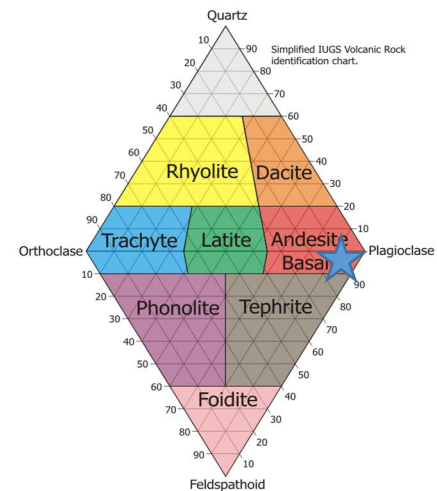 Quartz
Simplified IUGS Volcanic Rock
identification chart.
10
90
20
80
30
70
40
60
50
50
60
40
70
30
80
20
90
10
Rhyolite
Dacite
Trachyte
Latite
Andesite
Orthoclase
Plagioclase
10
90
20
80
30
70
40
60
50
50
60
40
70
30
80
20
90
10
Phonolite
Tephrite
Foidite
Feldspathoid